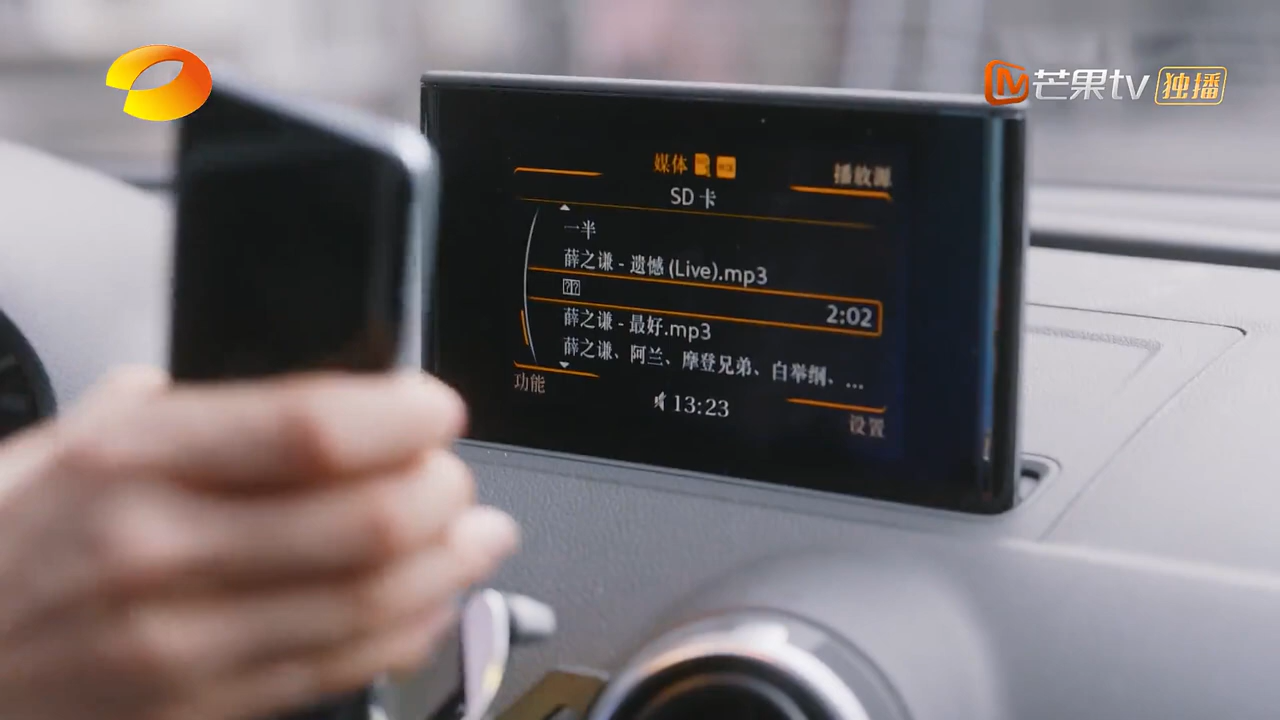 芒果tv 独播
媒体
播放源
SD 卡
一半
薛之谦 - 遗憾 (Live).mp3
2:02
薛之谦 - 最好.mp3
薛之谦、阿兰、摩登兄弟、白举纲、...
功能
13:23
设置